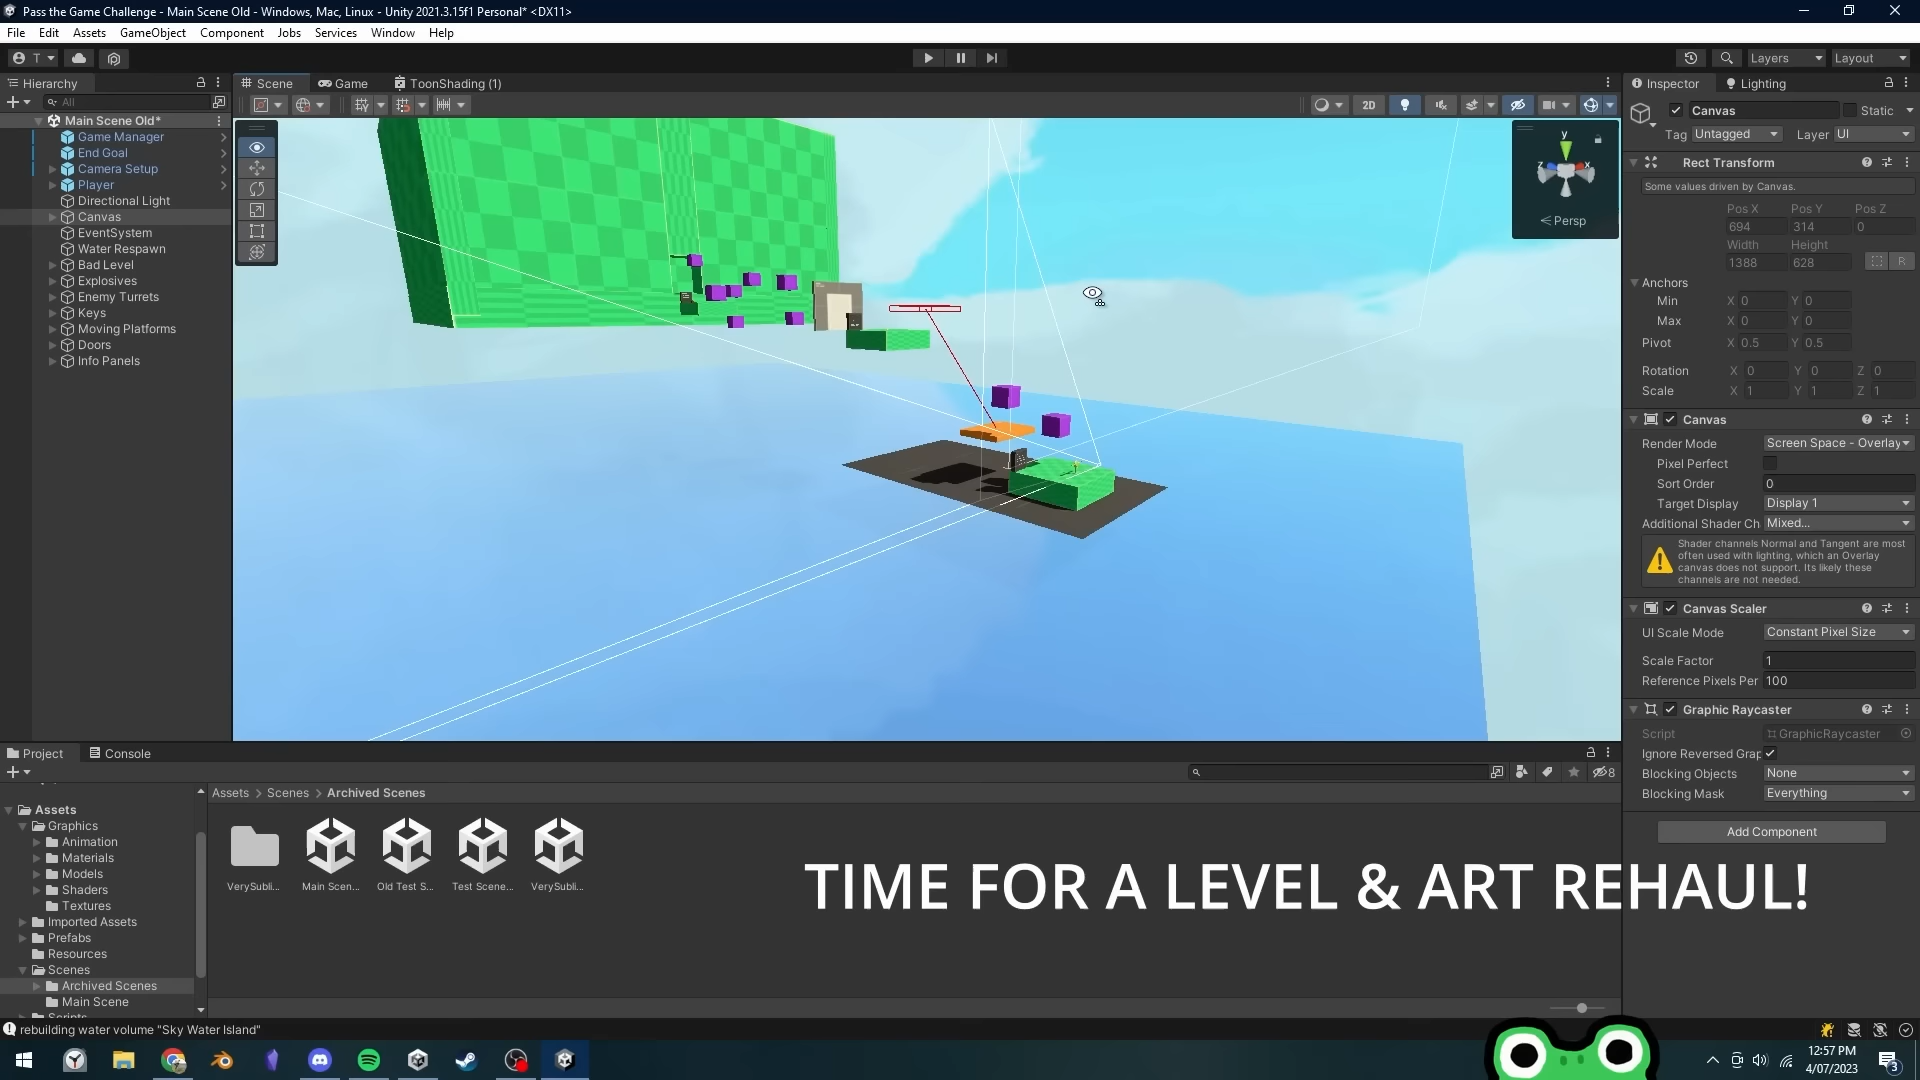 Pass the Game Challenge - Main Scene Old - Windows, Mac, Linux - Unity 2021.3.15f1 Personal* <DX11>
File Edit Assets GameObject Component Jobs Services Window Help
T Layers Layout
Hierarchy
All
Main Scene Old*
Game Manager
End Goal
Camera Setup
Player
Directional Light
Canvas
EventSystem
Water Respawn
Bad Level
Explosives
Enemy Turrets
Keys
Moving Platforms
Doors
Info Panels
Scene Game ToonShading (1)
2D
y
z x
Persp
Inspector Lighting
Canvas Static
Tag Untagged Layer UI
Rect Transform
Some values driven by Canvas.
Pos X Pos Y Pos Z
694 314 0
Width Height
1388 628 R
Anchors
Min X 0 Y 0
Max X 0 Y 0
Pivot X 0.5 Y 0.5
Rotation X 0 Y 0 Z 0
Scale X 1 Y 1 Z 1
Canvas
Render Mode Screen Space - Overlay
Pixel Perfect
Sort Order 0
Target Display Display 1
Additional Shader Ch Mixed...
Shader channels Normal and Tangent are most
often used with lighting, which an Overlay
canvas does not support. Its likely these
channels are not needed.
Canvas Scaler
UI Scale Mode Constant Pixel Size
Scale Factor 1
Reference Pixels Per 100
Graphic Raycaster
Script GraphicRaycaster
Ignore Reversed Grap
Blocking Objects None
Blocking Mask Everything
Add Component
Project Console
8
Assets
Graphics
Animation
Materials
Models
Shaders
Textures
Imported Assets
Prefabs
Resources
Scenes
Archived Scenes
Main Scene
Scripts
Assets > Scenes > Archived Scenes
VerySubli... Main Scen... Old Test S... Test Scene... VerySubli...
TIME FOR A LEVEL & ART REHAUL!
rebuilding water volume "Sky Water Island"
12:57 PM
4/07/2023
3